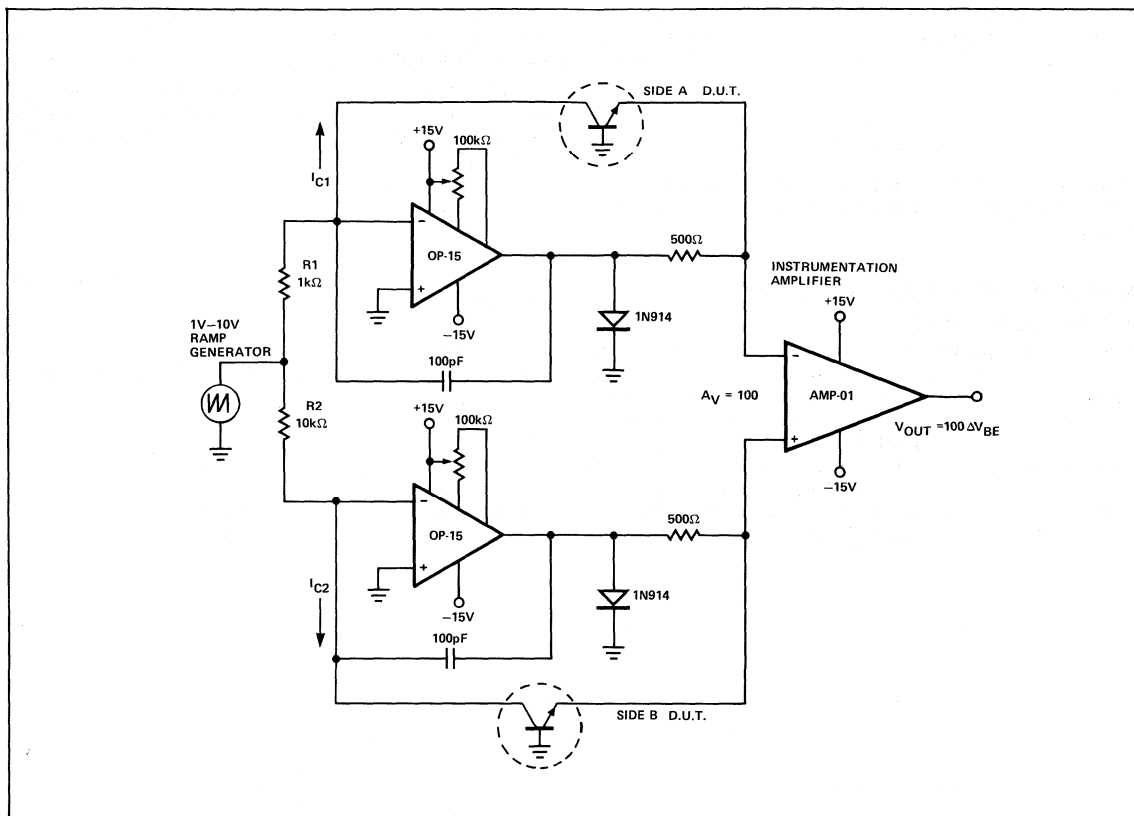 SIDE A D.U.T.
+15V
100kΩ
IC1
−
OP-15
+
−15V
500Ω
R1
1kΩ
1N914
INSTRUMENTATION
AMPLIFIER
+15V
1V–10V
RAMP
GENERATOR
100pF
−
AV = 100
AMP-01
+
VOUT =100 ΔVBE
−15V
R2
10kΩ
+15V
100kΩ
−
OP-15
+
−15V
500Ω
IC2
1N914
100pF
SIDE B D.U.T.